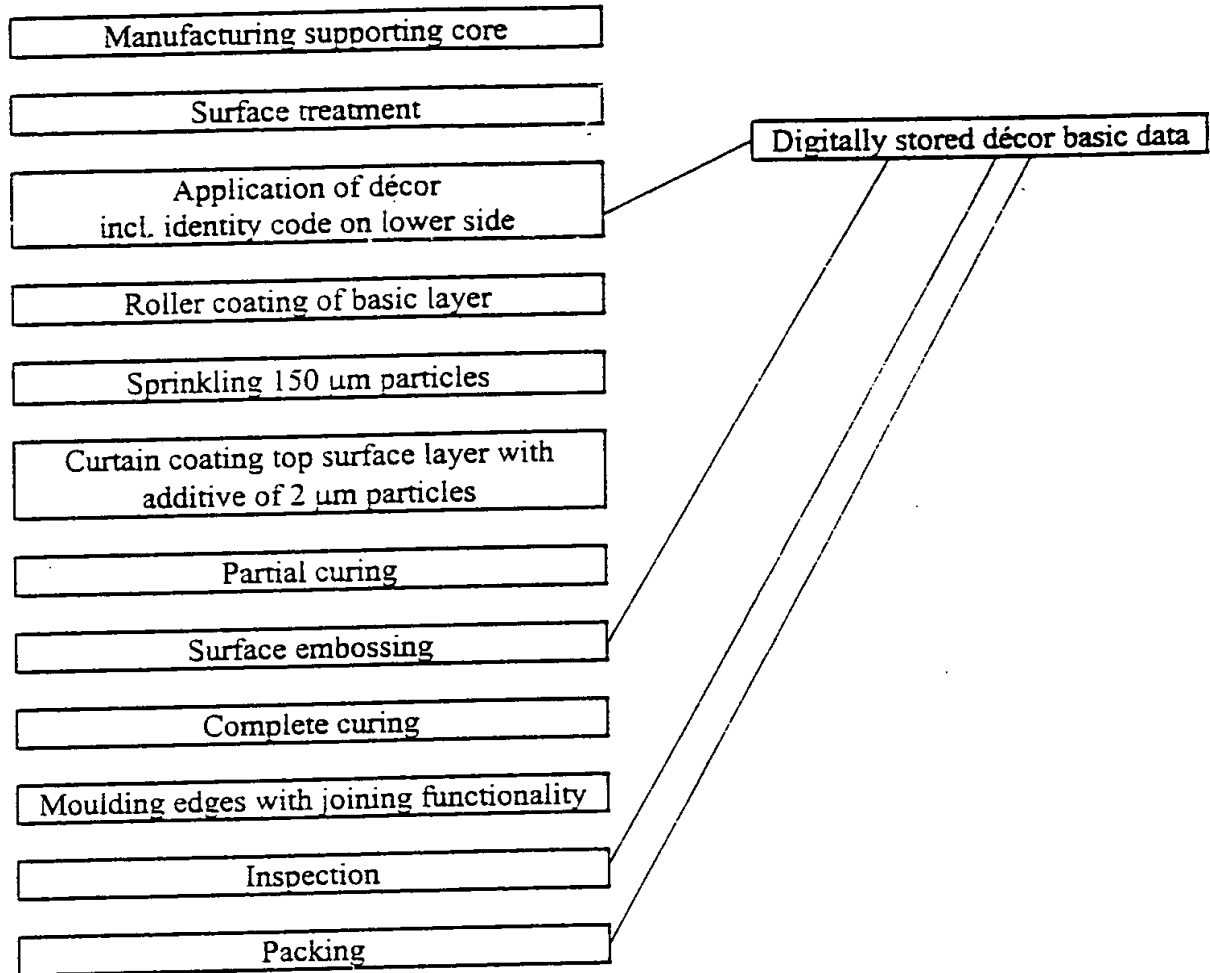 Manufacturing supporting core
Surface treatment
Digitally stored décor basic data
Application of décor
incl. identity code on lower side
Roller coating of basic layer
Sprinkling 150 µm particles
Curtain coating top surface layer with
additive of 2 µm particles
Partial curing
Surface embossing
Complete curing
Moulding edges with joining functionality
Inspection
Packing